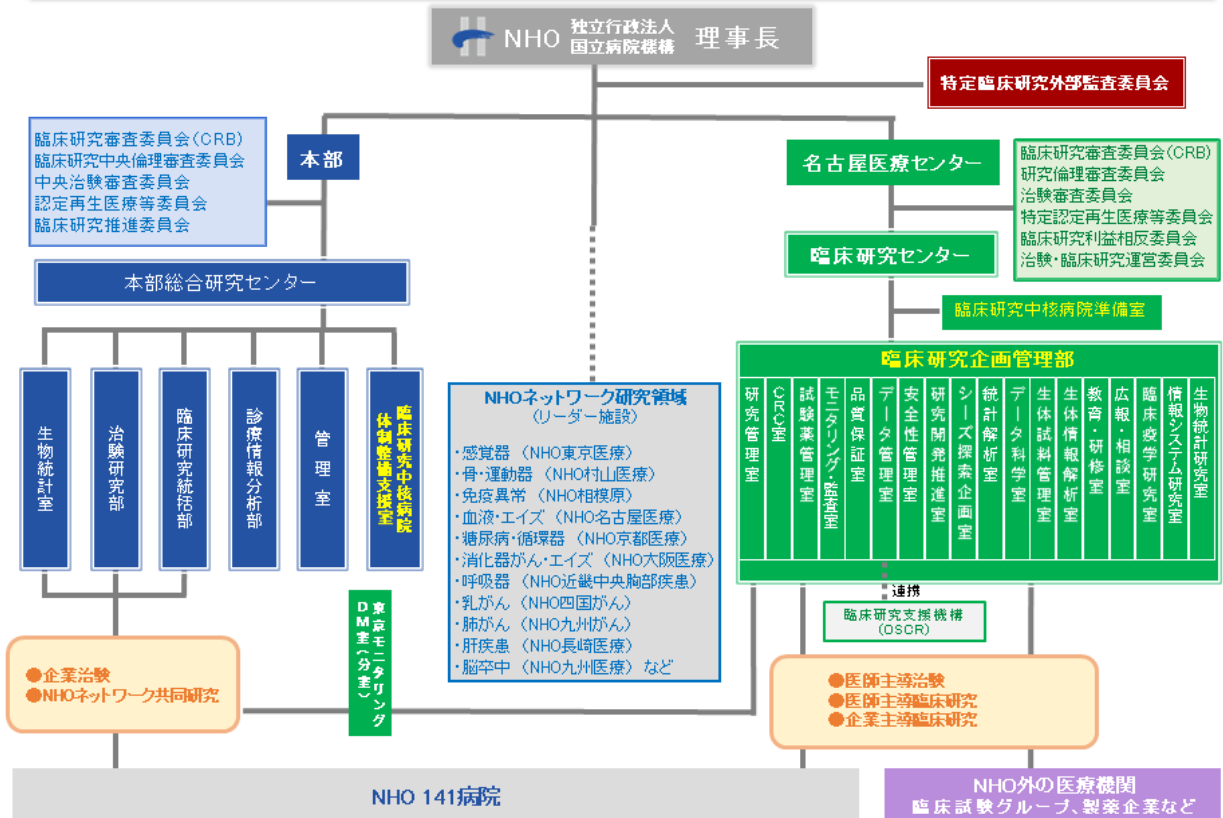 NHO 独立行政法人
国立病院機構 理事長
特定臨床研究外部監査委員会
臨床研究審査委員会(CRB)
臨床研究中央倫理審査委員会
中央治験審査委員会
認定再生医療等委員会
臨床研究推進委員会
本部
名古屋医療センター
臨床研究審査委員会(CRB)
研究倫理審査委員会
治験審査委員会
特定認定再生医療等委員会
臨床研究利益相反委員会
治験・臨床研究運営委員会
臨床研究センター
本部総合研究センター
臨床研究中核病院準備室
臨床研究企画管理部
生物統計室
治験研究部
臨床研究統括部
診療情報分析部
管理室
臨床研究中核病院
体制整備支援室
NHOネットワーク研究領域
(リーダー施設)
・感覚器 (NHO東京医療)
・骨・運動器 (NHO村山医療)
・免疫異常 (NHO相模原)
・血液・エイズ (NHO名古屋医療)
・糖尿病・循環器 (NHO京都医療)
・消化器がん・エイズ (NHO大阪医療)
・呼吸器 (NHO近畿中央胸部疾患)
・乳がん (NHO四国がん)
・肺がん (NHO九州がん)
・肝疾患 (NHO長崎医療)
・脳卒中 (NHO九州医療) など
研究管理室
CRC室
試験薬管理室
モニタリング・監査室
品質保証室
データ管理室
安全性管理室
研究開発推進室
シーズ探索企画室
統計解析室
データ科学室
生体試料管理室
生体情報解析室
教育・研修室
広報・相談室
臨床疫学研究室
情報システム研究室
生物統計研究室
連携
臨床研究支援機構
(OSCR)
東京モニタリング
DM室(分室)
●企業治験
●NHOネットワーク共同研究
●医師主導治験
●医師主導臨床研究
●企業主導臨床研究
NHO 141病院
NHO外の医療機関
臨床試験グループ、製薬企業など